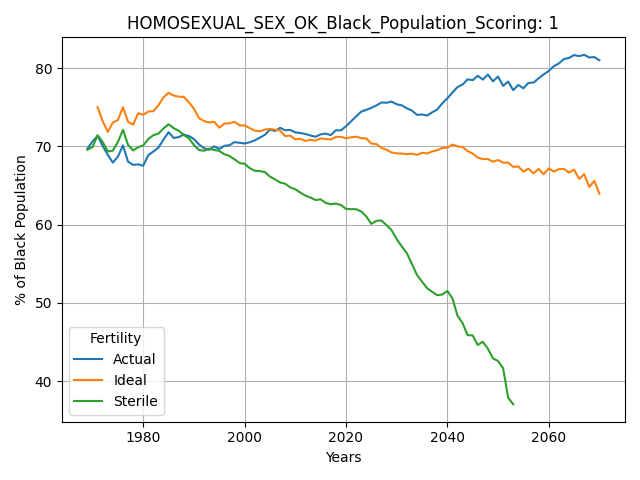 HOMOSEXUAL_SEX_OK_Black_Population_Scoring: 1
% of Black Population
80
70
60
50
40
Fertility
Actual
Ideal
Sterile
1980 2000 2020 2040 2060
Years